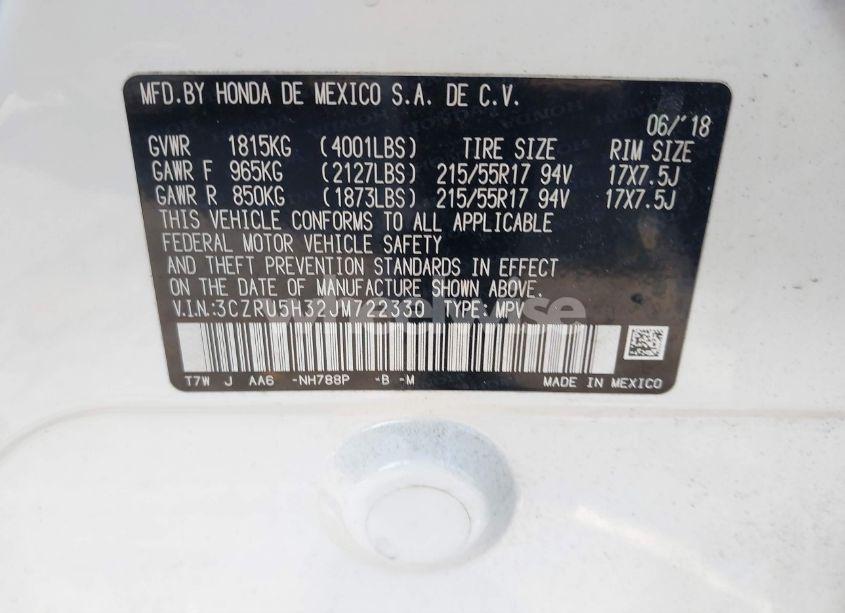 MFD.BY HONDA DE MEXICO S.A. DE C.V.
06/'18
GVWR 1815KG (4001LBS) TIRE SIZE RIM SIZE
GAWR F 965KG (2127LBS) 215/55R17 94V 17X7.5J
GAWR R 850KG (1873LBS) 215/55R17 94V 17X7.5J
THIS VEHICLE CONFORMS TO ALL APPLICABLE
FEDERAL MOTOR VEHICLE SAFETY
AND THEFT PREVENTION STANDARDS IN EFFECT
ON THE DATE OF MANUFACTURE SHOWN ABOVE.
V.I.N:3CZRU5H32JM722330 TYPE: MPV
T7W J AA6 -NH788P -B -M MADE IN MEXICO